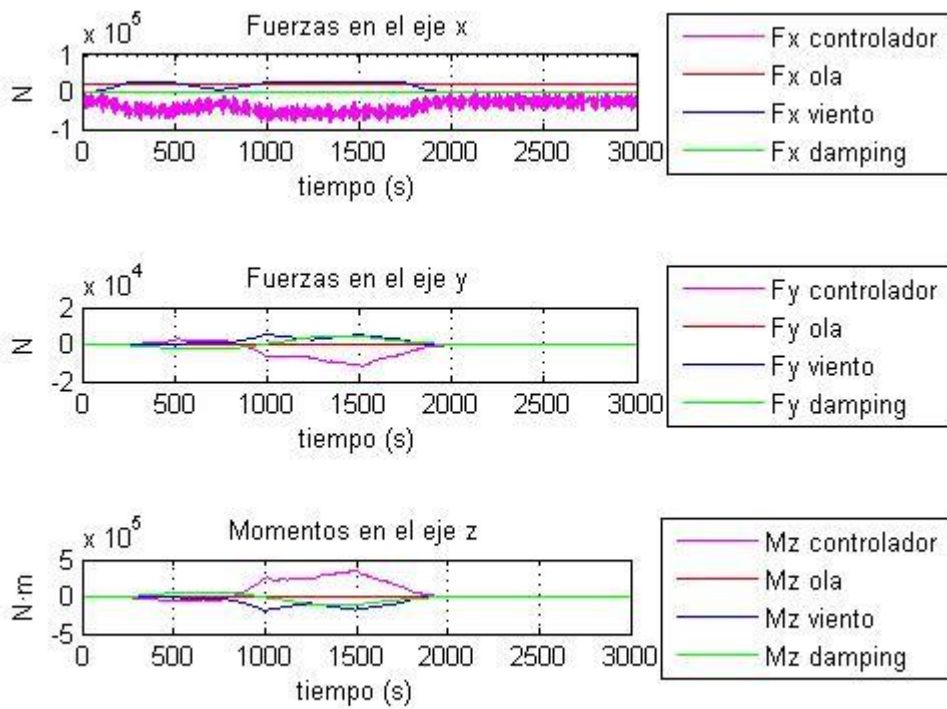 x 10^5
Fuerzas en el eje x
1
0
-1
N
0 500 1000 1500 2000 2500 3000
tiempo (s)
Fx controlador
Fx ola
Fx viento
Fx damping
x 10^4
Fuerzas en el eje y
2
0
-2
N
0 500 1000 1500 2000 2500 3000
tiempo (s)
Fy controlador
Fy ola
Fy viento
Fy damping
x 10^5
Momentos en el eje z
5
0
-5
N·m
0 500 1000 1500 2000 2500 3000
tiempo (s)
Mz controlador
Mz ola
Mz viento
Mz damping